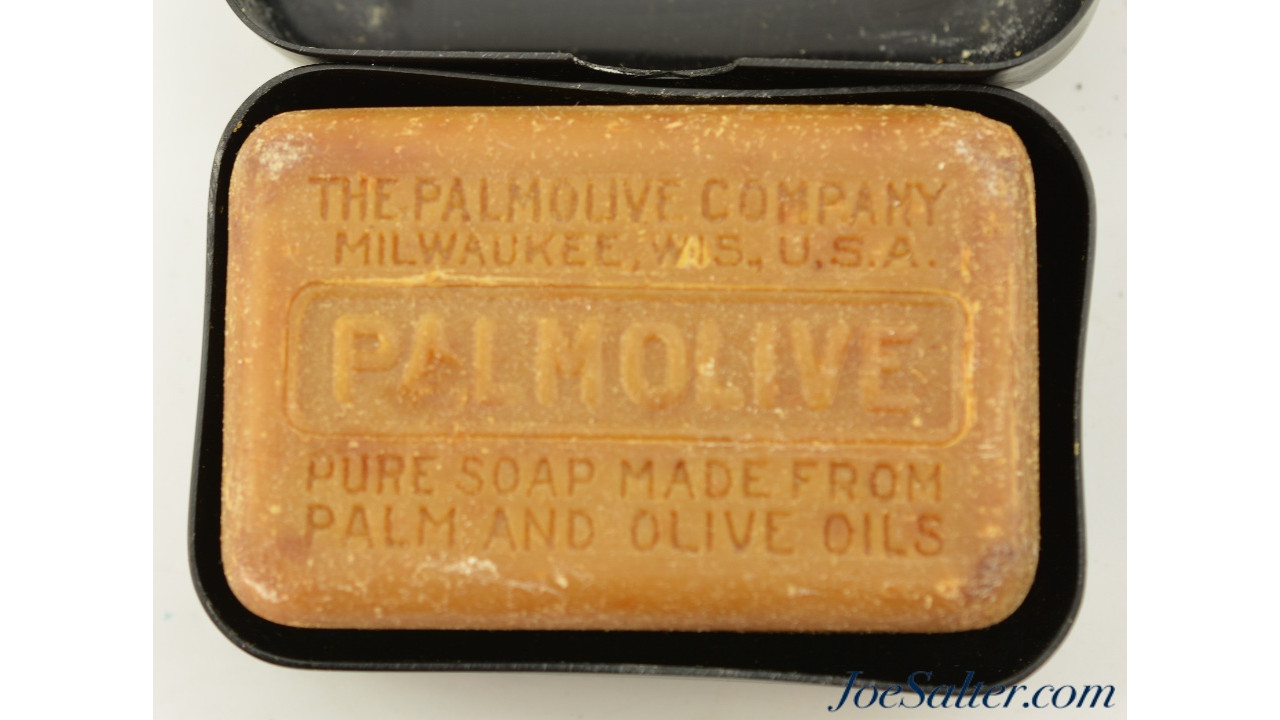 THE PALMOLIVE COMPANY
MILWAUKEE, WIS., U.S.A.
PALMOLIVE
PURE SOAP MADE FROM
PALM AND OLIVE OILS
JoeSalter.com